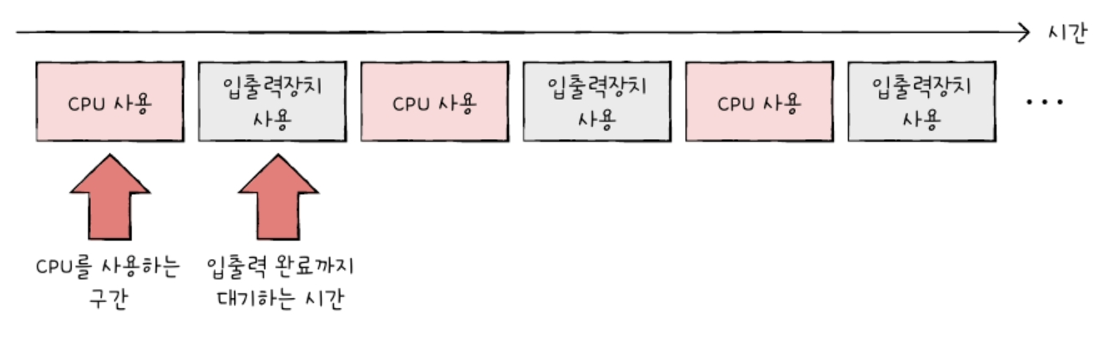 시간
CPU 사용
입출력장치
사용
CPU 사용
입출력장치
사용
CPU 사용
입출력장치
사용
...
CPU를 사용하는
구간
입출력 완료까지
대기하는 시간